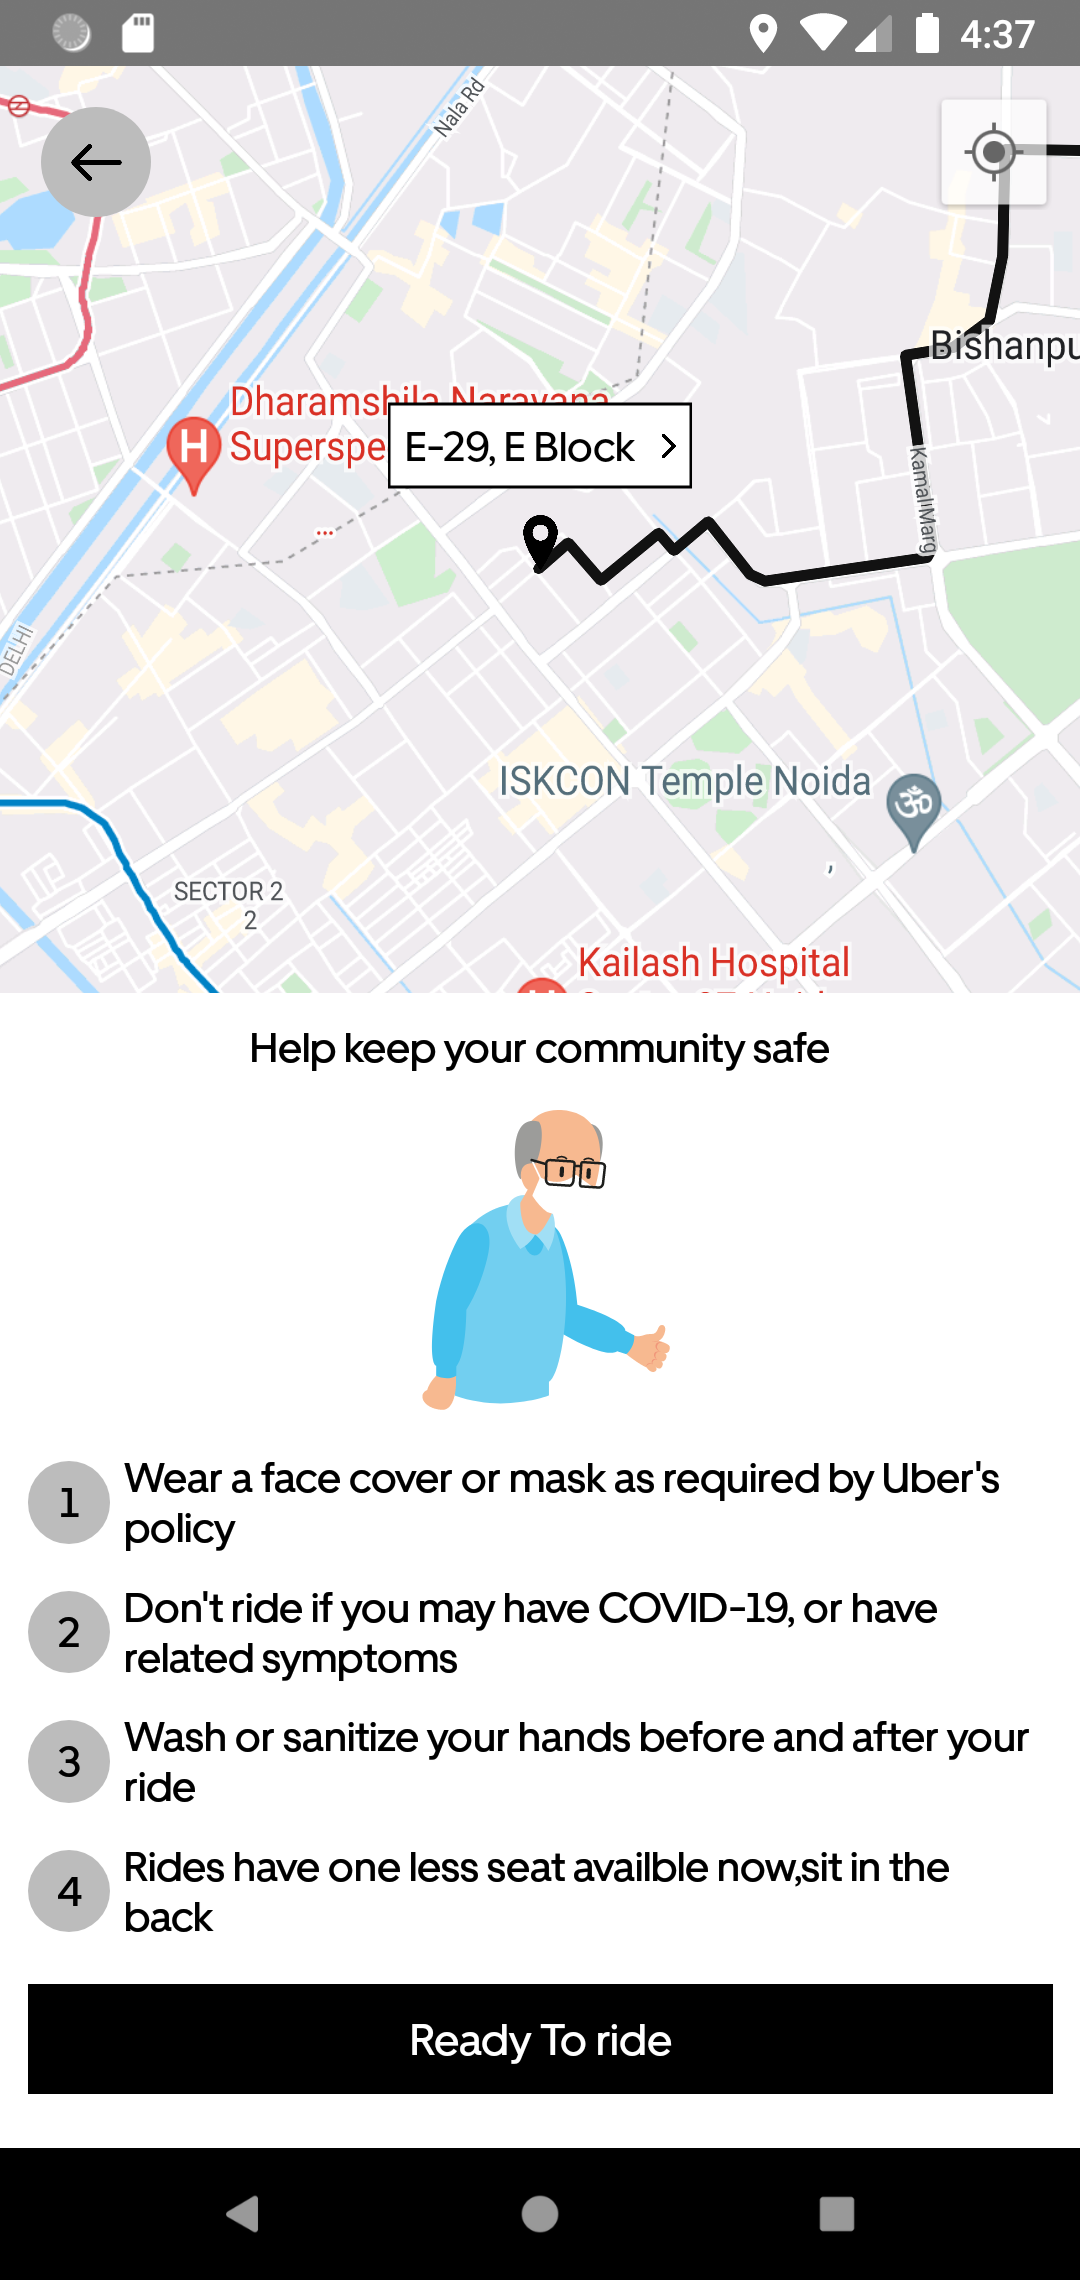 4:37
Nala Rd
Bishanpu
Dharamshila Narayana
Superspe
E-29, E Block
...
Kamal Marg
DELHI
ISKCON Temple Noida
SECTOR 2
2
Kailash Hospital
Help keep your community safe
1 Wear a face cover or mask as required by Uber's
policy
2 Don't ride if you may have COVID-19, or have
related symptoms
3 Wash or sanitize your hands before and after your
ride
4 Rides have one less seat availble now,sit in the
back
Ready To ride